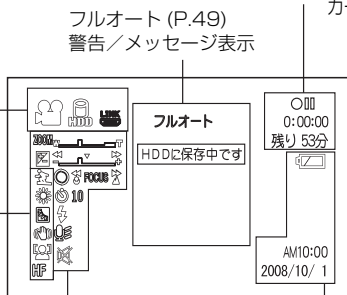 カー
フルオート (P.49)
警告／メッセージ表示
HDD
LINK
フルオート
HDDに保存中です
0:00:00
残り 53分
ZOOM
W
T
FOCUS
10
HF
AM10:00
2008/10/ 1